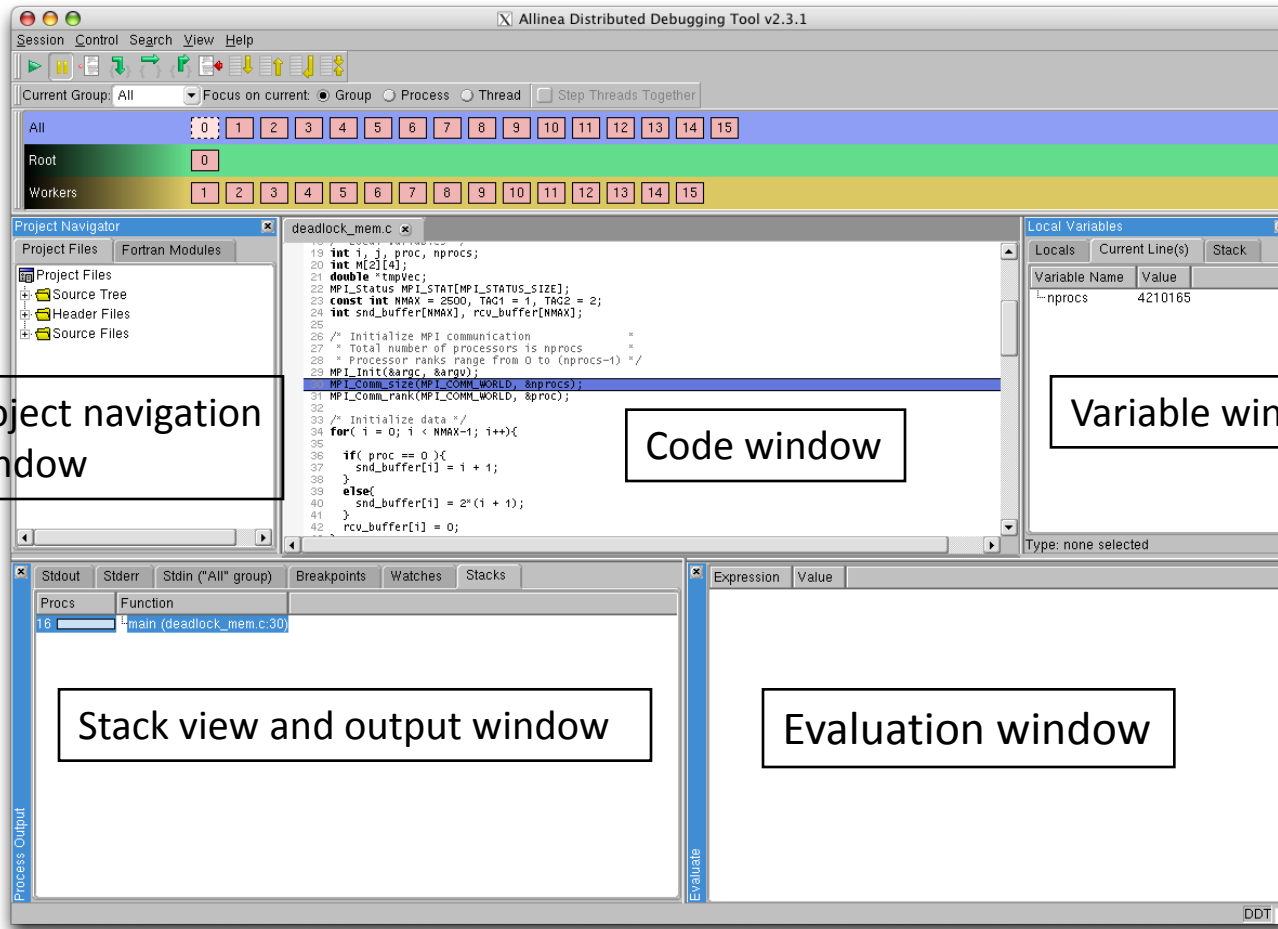 X Allinea Distributed Debugging Tool v2.3.1
Session Control Search View Help
Current Group: All Focus on current: Group Process Thread Step Threads Together
All 0 1 2 3 4 5 6 7 8 9 10 11 12 13 14 15
Root 0
Workers 1 2 3 4 5 6 7 8 9 10 11 12 13 14 15
Project Navigator
Project Files Fortran Modules
Project Files
Source Tree
Header Files
Source Files
oject navigation
ndow
deadlock_mem.c
19 int i, j, proc, nprocs;
20 int M[2][4];
21 double *tmpVec;
22 MPI_Status MPI_STAT[MPI_STATUS_SIZE];
23 const int NMAX = 2500, TAG1 = 1, TAG2 = 2;
24 int snd_buffer[NMAX], rcv_buffer[NMAX];
25
26 /* Initialize MPI communication *
27 * Total number of processors is nprocs *
28 * Processor ranks range from 0 to (nprocs-1) */
29 MPI_Init(&argc, &argv);
30 MPI_Comm_size(MPI_COMM_WORLD, &nprocs);
31 MPI_Comm_rank(MPI_COMM_WORLD, &proc);
32
33 /* Initialize data */
34 for( i = 0; i < NMAX-1; i++){
35
36 if( proc == 0 ){
37 snd_buffer[i] = i + 1;
38 }
39 else{
40 snd_buffer[i] = 2*(i + 1);
41 }
42 rcv_buffer[i] = 0;
Code window
Local Variables
Locals Current Line(s) Stack
Variable Name Value
nprocs 4210165
Variable win
Type: none selected
Stdout Stderr Stdin ("All" group) Breakpoints Watches Stacks
Procs Function
16 main (deadlock_mem.c:30)
Stack view and output window
Process Output
Expression Value
Evaluation window
Evaluate
DDT